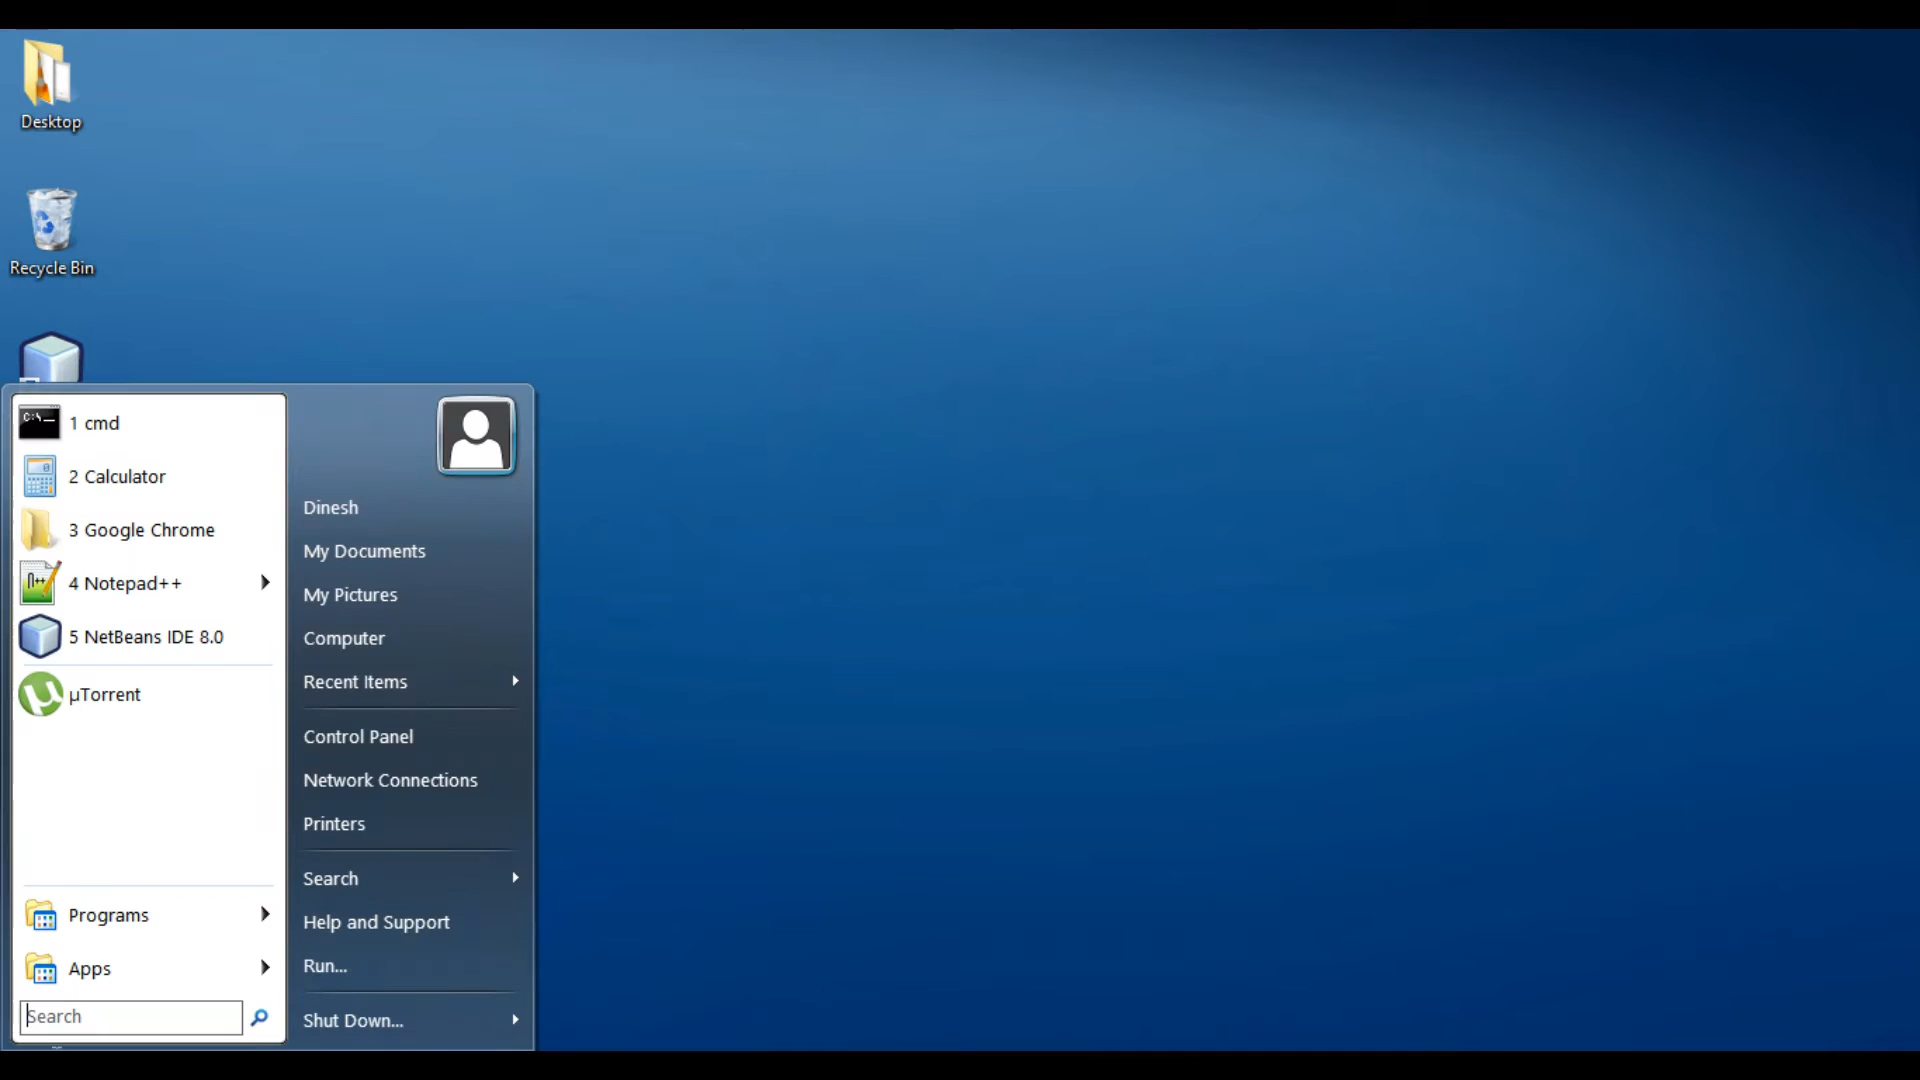 Desktop
Recycle Bin
C:\
1 cmd
2 Calculator
3 Google Chrome
4 Notepad++
5 NetBeans IDE 8.0
µTorrent
Programs
Apps
Search
Dinesh
My Documents
My Pictures
Computer
Recent Items
Control Panel
Network Connections
Printers
Search
Help and Support
Run...
Shut Down...